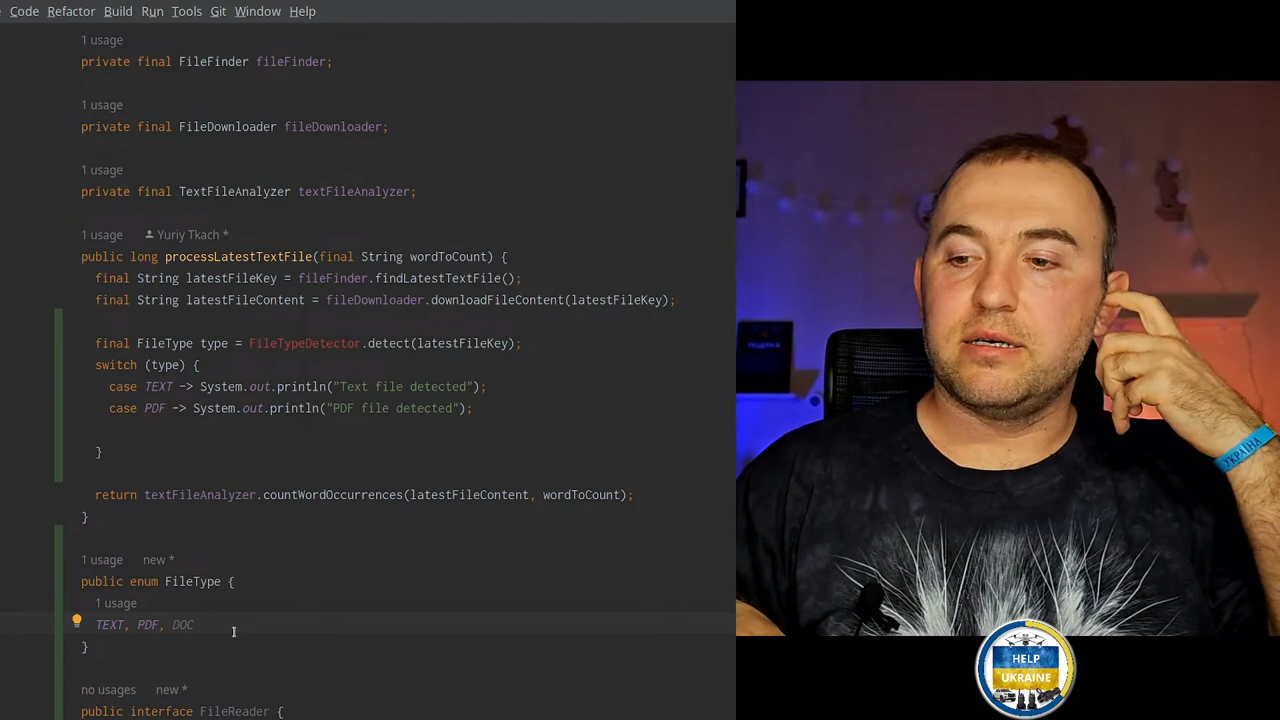 Code Refactor Build Run Tools Git Window Help
1 usage
private final FileFinder fileFinder;
1 usage
private final FileDownloader fileDownloader;
1 usage
private final TextFileAnalyzer textFileAnalyzer;
1 usage Yuriy Tkach *
public long processLatestTextFile(final String wordToCount) {
final String latestFileKey = fileFinder.findLatestTextFile();
final String latestFileContent = fileDownloader.downloadFileContent(latestFileKey);
final FileType type = FileTypeDetector.detect(latestFileKey);
switch (type) {
case TEXT -> System.out.println("Text file detected");
case PDF -> System.out.println("PDF file detected");
}
return textFileAnalyzer.countWordOccurrences(latestFileContent, wordToCount);
}
1 usage new *
public enum FileType {
1 usage
TEXT, PDF, DOC
}
no usages new *
public interface FileReader {
УКРАЇНА
HELP
UKRAINE